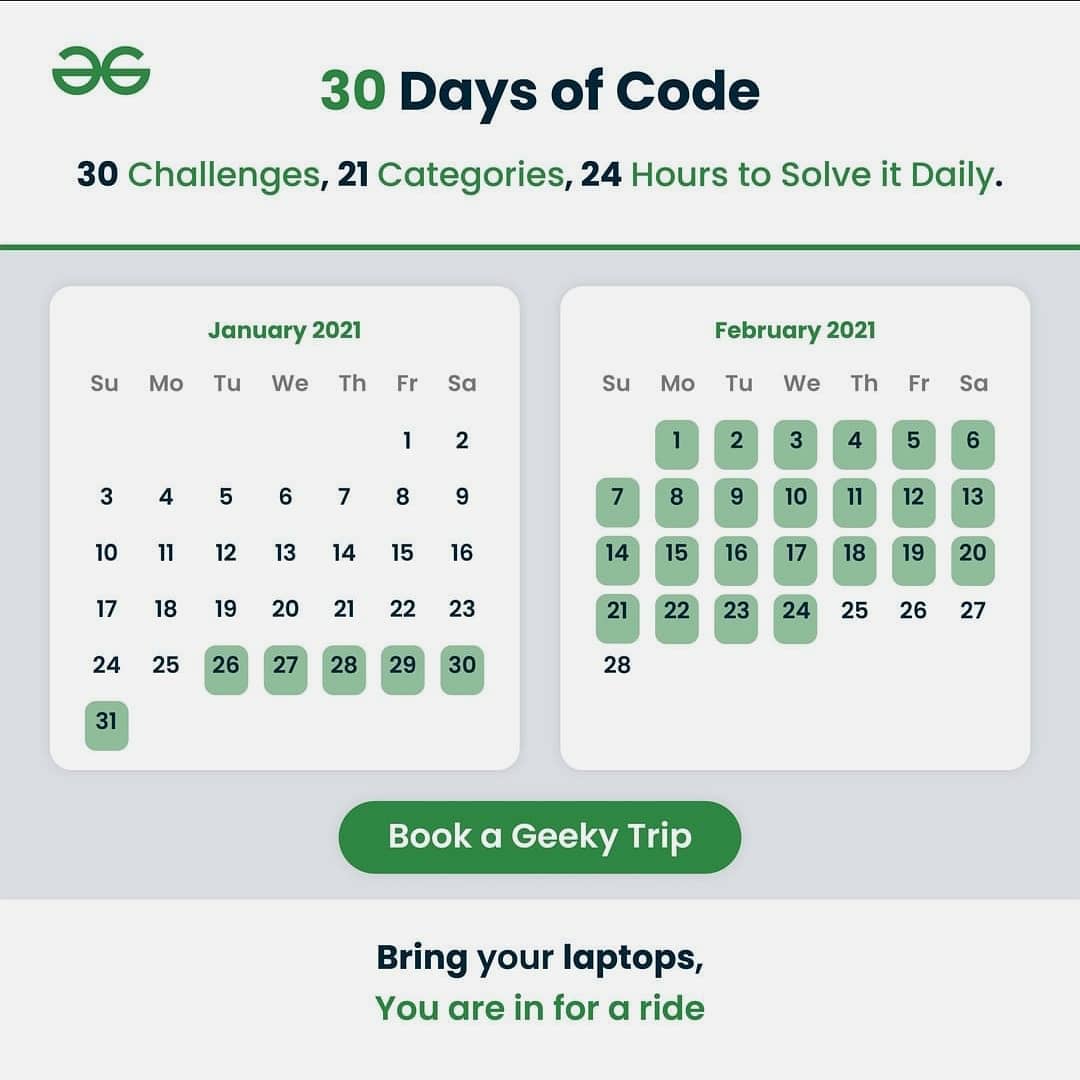 30 Days of Code
30 Challenges, 21 Categories, 24 Hours to Solve it Daily.
January 2021
Su Mo Tu We Th Fr Sa
1 2
3 4 5 6 7 8 9
10 11 12 13 14 15 16
17 18 19 20 21 22 23
24 25 26 27 28 29 30
31
February 2021
Su Mo Tu We Th Fr Sa
1 2 3 4 5 6
7 8 9 10 11 12 13
14 15 16 17 18 19 20
21 22 23 24 25 26 27
28
Book a Geeky Trip
Bring your laptops,
You are in for a ride